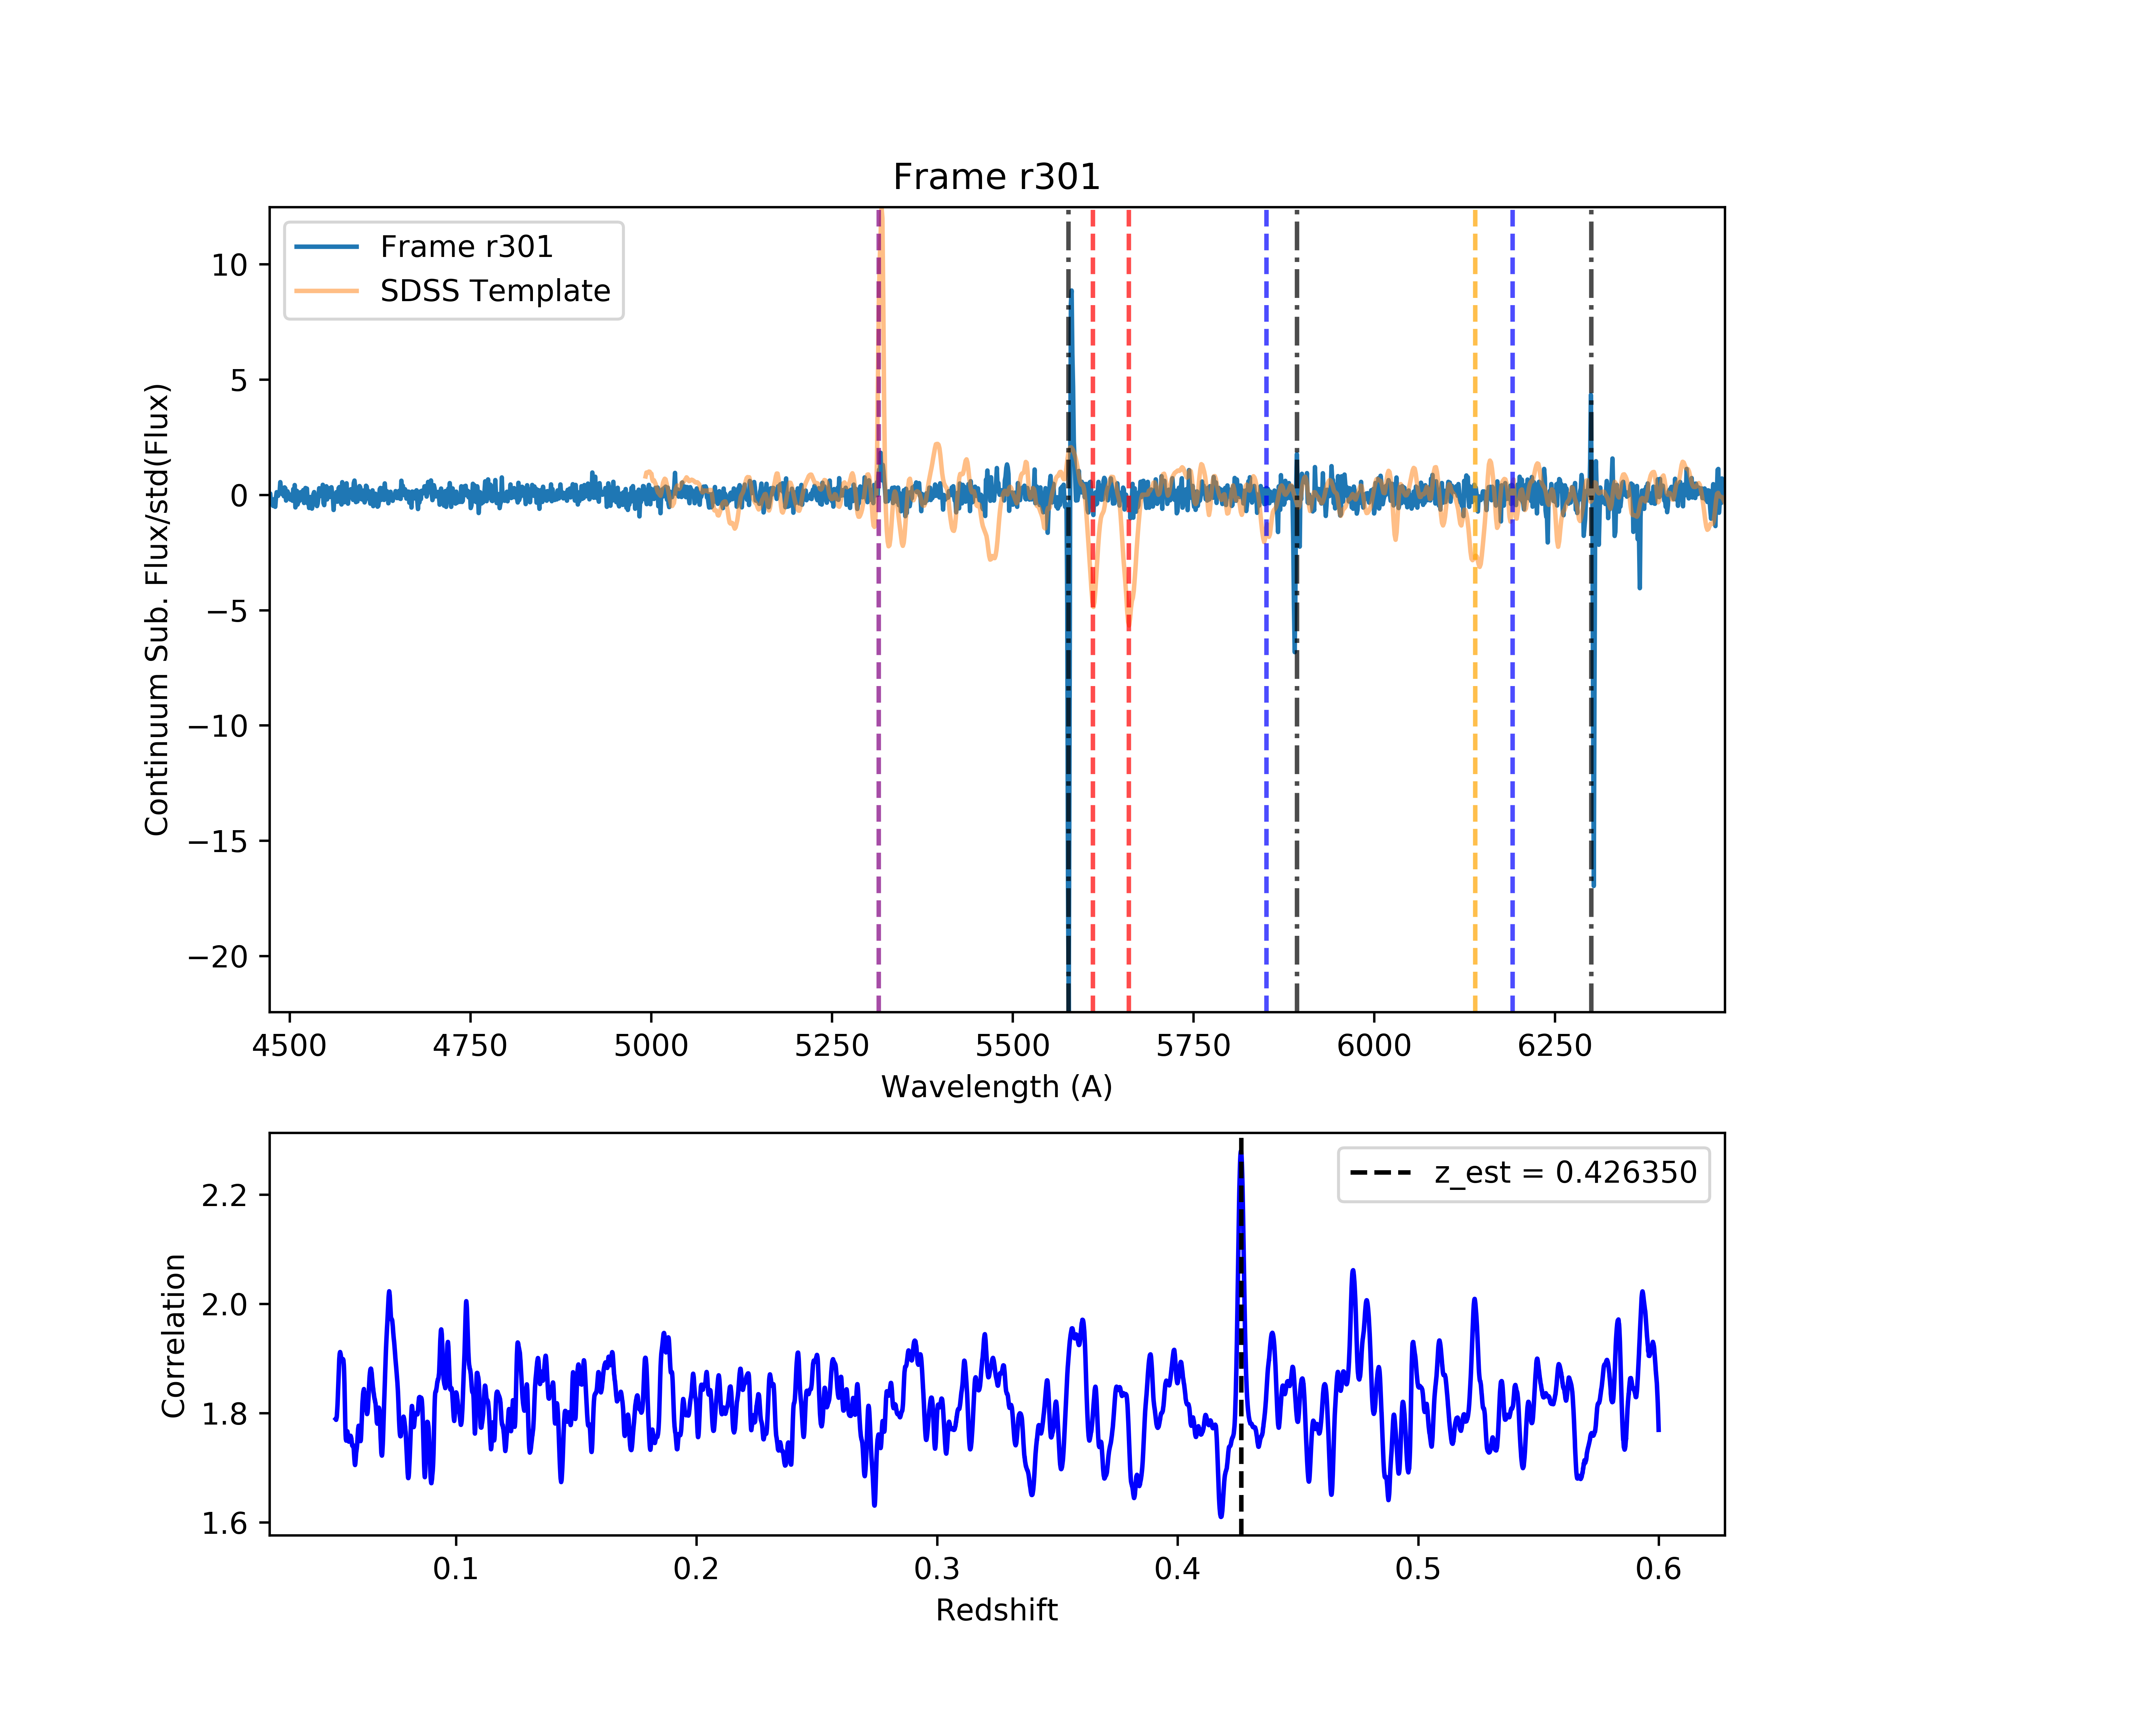 Frame r301
Frame r301
SDSS Template
10
5
0
−5
−10
−15
−20
Continuum Sub. Flux/std(Flux)
4500 4750 5000 5250 5500 5750 6000 6250
Wavelength (A)
z_est = 0.426350
2.2
2.0
1.8
1.6
Correlation
0.1 0.2 0.3 0.4 0.5 0.6
Redshift